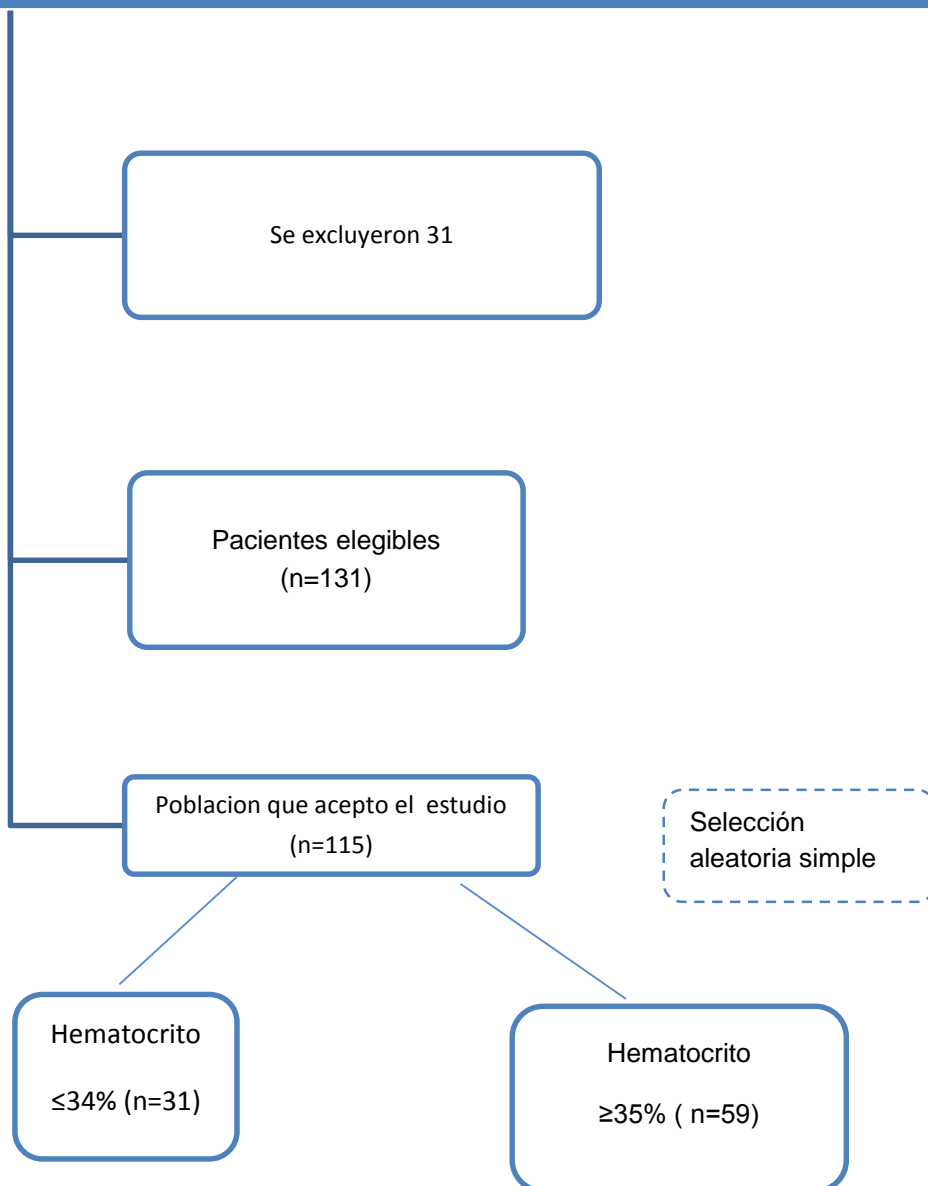 Se excluyeron 31
Pacientes elegibles
(n=131)
Poblacion que acepto el estudio
(n=115)
Selección
aleatoria simple
Hematocrito
≤34% (n=31)
Hematocrito
≥35% ( n=59)